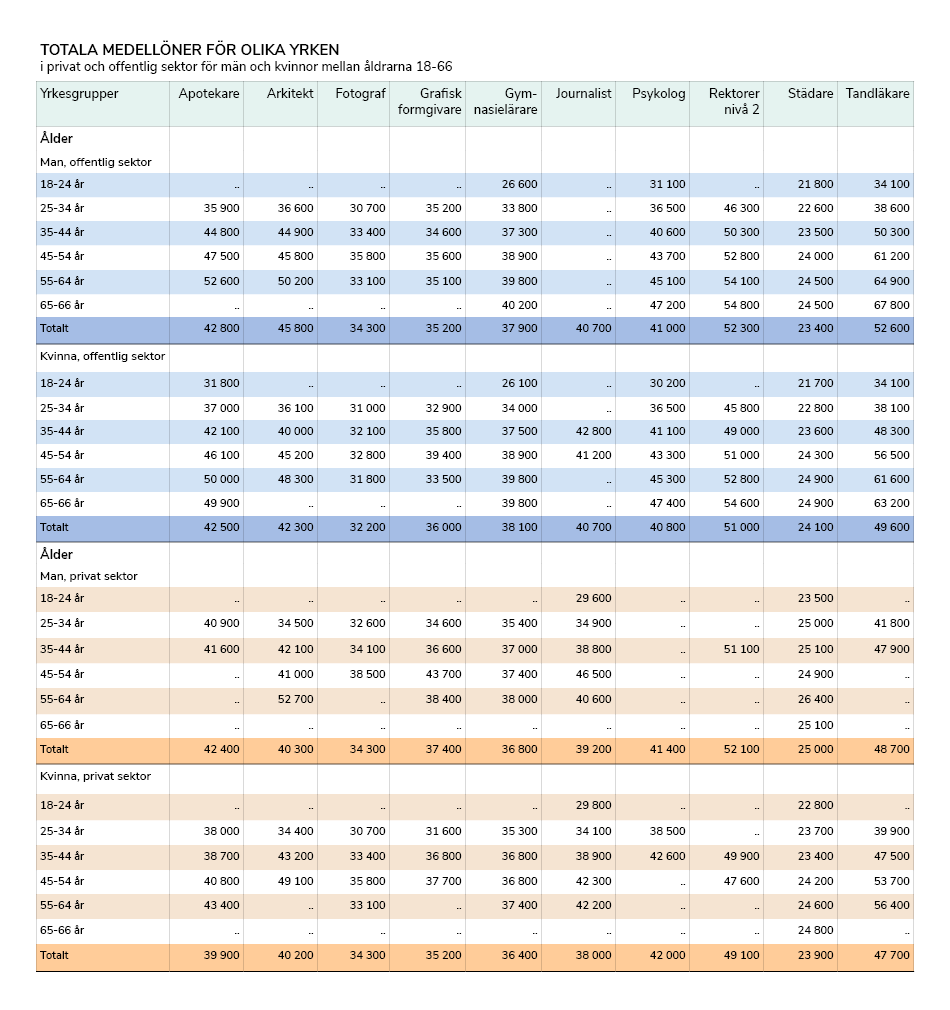 TOTALA MEDELLÖNER FÖR OLIKA YRKEN
i privat och offentlig sektor för män och kvinnor mellan åldrarna 18-66
Yrkesgrupper Apotekare Arkitekt Fotograf Grafisk formgivare Gym-nasielärare Journalist Psykolog Rektorer nivå 2 Städare Tandläkare
Ålder
Man, offentlig sektor
18-24 år .. .. .. .. 26 600 .. 31 100 .. 21 800 34 100
25-34 år 35 900 36 600 30 700 35 200 33 800 .. 36 500 46 300 22 600 38 600
35-44 år 44 800 44 900 33 400 34 600 37 300 .. 40 600 50 300 23 500 50 300
45-54 år 47 500 45 800 35 800 35 600 38 900 .. 43 700 52 800 24 000 61 200
55-64 år 52 600 50 200 33 100 35 100 39 800 .. 45 100 54 100 24 500 64 900
65-66 år .. .. .. .. 40 200 .. 47 200 54 800 24 500 67 800
Totalt 42 800 45 800 34 300 35 200 37 900 40 700 41 000 52 300 23 400 52 600
Kvinna, offentlig sektor
18-24 år 31 800 .. .. .. 26 100 .. 30 200 .. 21 700 34 100
25-34 år 37 000 36 100 31 000 32 900 34 000 .. 36 500 45 800 22 800 38 100
35-44 år 42 100 40 000 32 100 35 800 37 500 42 800 41 100 49 000 23 600 48 300
45-54 år 46 100 45 200 32 800 39 400 38 900 41 200 43 300 51 000 24 300 56 500
55-64 år 50 000 48 300 31 800 33 500 39 800 .. 45 300 52 800 24 900 61 600
65-66 år 49 900 .. .. .. 39 800 .. 47 400 54 600 24 900 63 200
Totalt 42 500 42 300 32 200 36 000 38 100 40 700 40 800 51 000 24 100 49 600
Ålder
Man, privat sektor
18-24 år .. .. .. .. .. 29 600 .. .. 23 500 ..
25-34 år 40 900 34 500 32 600 34 600 35 400 34 900 .. .. 25 000 41 800
35-44 år 41 600 42 100 34 100 36 600 37 000 38 800 .. 51 100 25 100 47 900
45-54 år .. 41 000 38 500 43 700 37 400 46 500 .. .. 24 900 ..
55-64 år .. 52 700 .. 38 400 38 000 40 600 .. .. 26 400 ..
65-66 år .. .. .. .. .. .. .. .. 25 100 ..
Totalt 42 400 40 300 34 300 37 400 36 800 39 200 41 400 52 100 25 000 48 700
Kvinna, privat sektor
18-24 år .. .. .. .. .. 29 800 .. .. 22 800 ..
25-34 år 38 000 34 400 30 700 31 600 35 300 34 100 38 500 .. 23 700 39 900
35-44 år 38 700 43 200 33 400 36 800 36 800 38 900 42 600 49 900 23 400 47 500
45-54 år 40 800 49 100 35 800 37 700 36 800 42 300 .. 47 600 24 200 53 700
55-64 år 43 400 .. 33 100 .. 37 400 42 200 .. .. 24 600 56 400
65-66 år .. .. .. .. .. .. .. .. 24 800 ..
Totalt 39 900 40 200 34 300 35 200 36 400 38 000 42 000 49 100 23 900 47 700